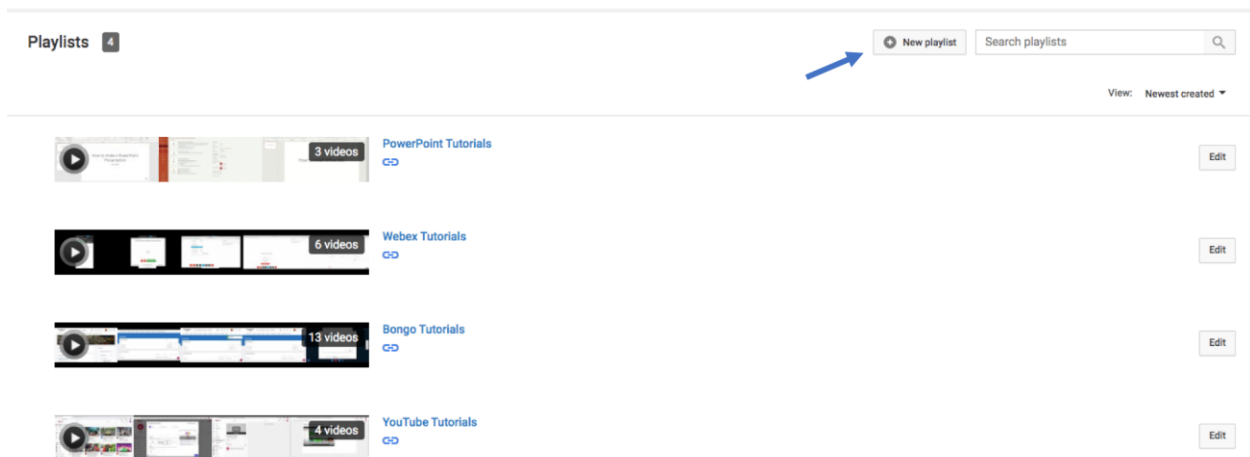 Playlists 4
New playlist
Search playlists
View: Newest created
3 videos
PowerPoint Tutorials
Edit
6 videos
Webex Tutorials
Edit
13 videos
Bongo Tutorials
Edit
4 videos
YouTube Tutorials
Edit